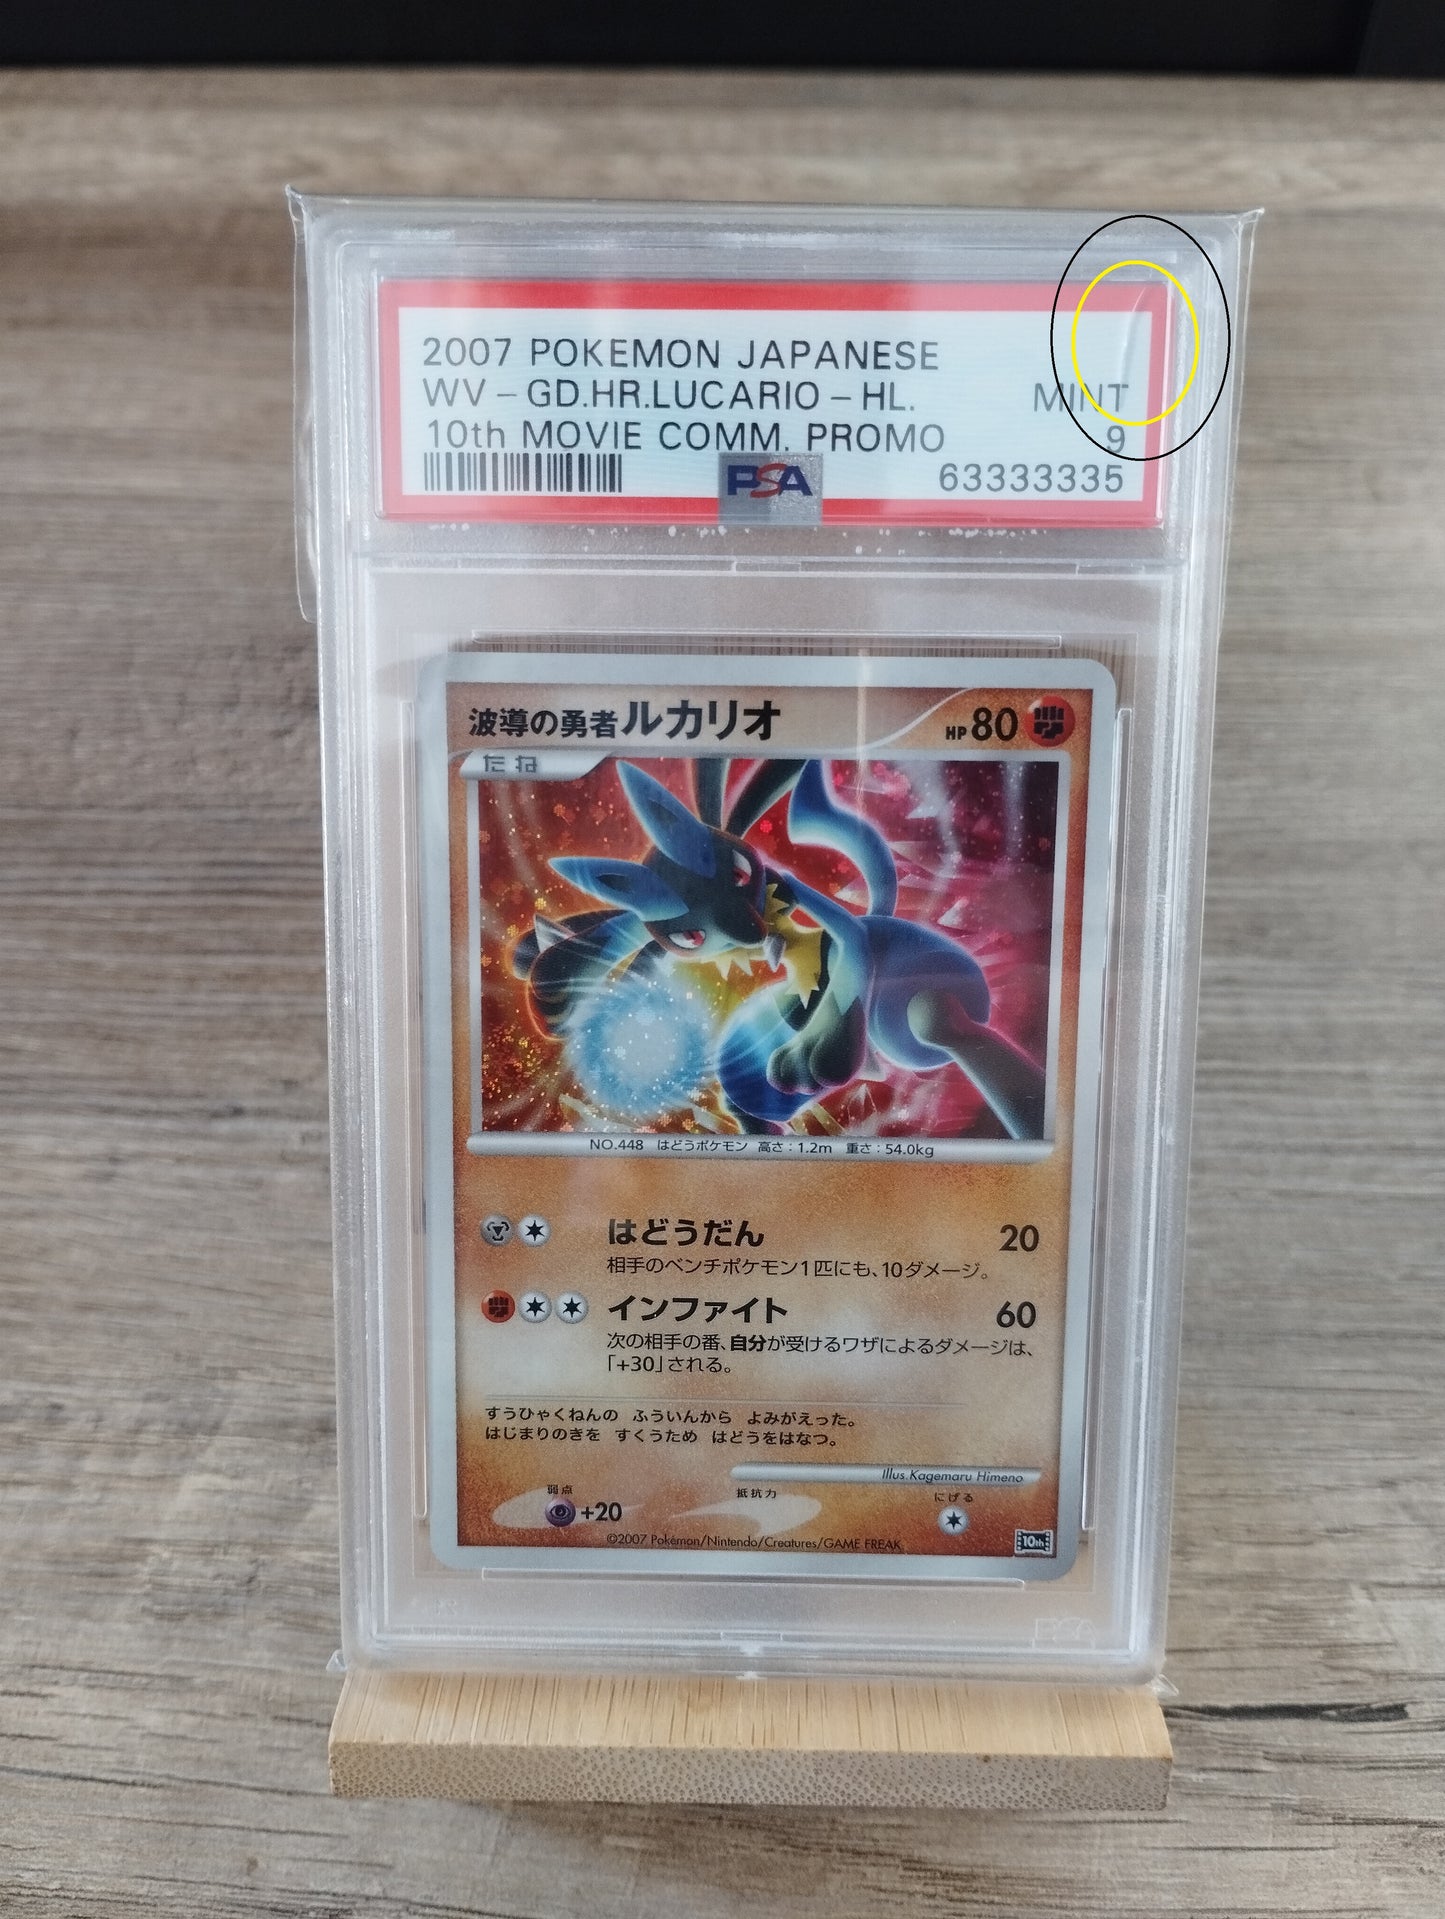 2007 POKEMON JAPANESE
WV-GD.HR.LUCARIO-HL. MINT
10th MOVIE COMM. PROMO 9
PSA 63333335
波導の勇者ルカリオ HP80
たね
NO.448 はどうポケモン 高さ:1.2m 重さ:54.0kg
はどうだん 20
相手のベンチポケモン1匹にも、10ダメージ。
インファイト 60
次の相手の番、自分が受けるワザによるダメージは、
「+30」される。
すうひゃくねんの ふういんから よみがえった。
はじまりのきを すくうため はどうをはなつ。
Illus. Kagemaru Himeno
弱点 抵抗力 にげる
+20
©2007 Pokémon/Nintendo/Creatures/GAME FREAK.
10th
PSA